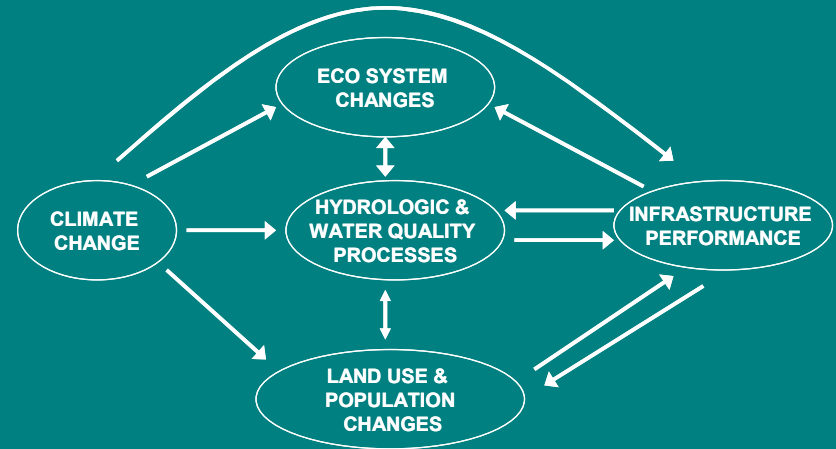 ECO SYSTEM
CHANGES
CLIMATE
CHANGE
HYDROLOGIC &
WATER QUALITY
PROCESSES
INFRASTRUCTURE
PERFORMANCE
LAND USE &
POPULATION
CHANGES